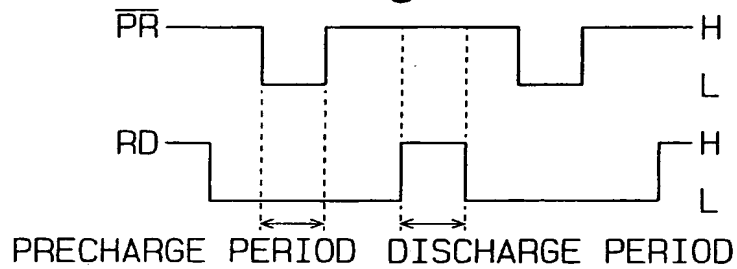 PR H
L
RD H
L
PRECHARGE PERIOD DISCHARGE PERIOD